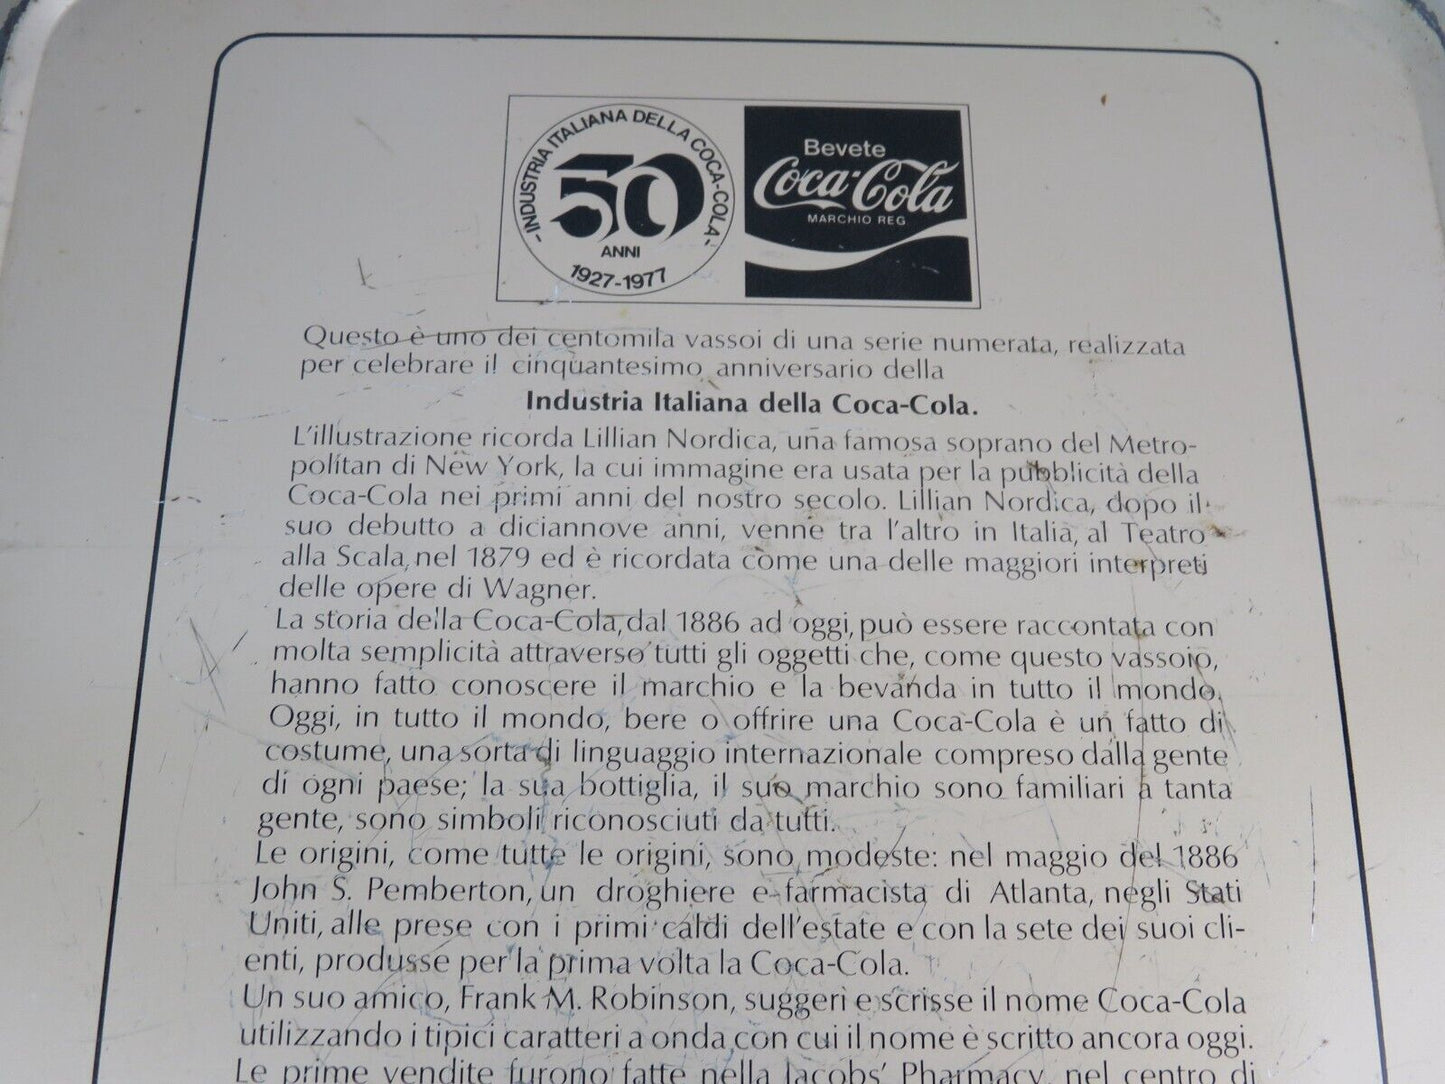 -INDUSTRIA ITALIANA DELLA COCA-COLA-
50
ANNI
1927-1977
Bevete
Coca-Cola
MARCHIO REG.
Questo è uno dei centomila vassoi di una serie numerata, realizzata
per celebrare il cinquantesimo anniversario della
Industria Italiana della Coca-Cola.
L'illustrazione ricorda Lillian Nordica, una famosa soprano del Metro-
politan di New York, la cui immagine era usata per la pubblicità della
Coca-Cola nei primi anni del nostro secolo. Lillian Nordica, dopo il
suo debutto a diciannove anni, venne tra l'altro in Italia, al Teatro
alla Scala, nel 1879 ed è ricordata come una delle maggiori interpreti
delle opere di Wagner.
La storia della Coca-Cola, dal 1886 ad oggi, può essere raccontata con
molta semplicità attraverso tutti gli oggetti che, come questo vassoio,
hanno fatto conoscere il marchio e la bevanda in tutto il mondo.
Oggi, in tutto il mondo, bere o offrire una Coca-Cola è un fatto di
costume, una sorta di linguaggio internazionale compreso dalla gente
di ogni paese; la sua bottiglia, il suo marchio sono familiari a tanta
gente, sono simboli riconosciuti da tutti.
Le origini, come tutte le origini, sono modeste: nel maggio del 1886
John S. Pemberton, un droghiere e farmacista di Atlanta, negli Stati
Uniti, alle prese con i primi caldi dell'estate e con la sete dei suoi cli-
enti, produsse per la prima volta la Coca-Cola.
Un suo amico, Frank M. Robinson, suggerì e scrisse il nome Coca-Cola
utilizzando i tipici caratteri a onda con cui il nome è scritto ancora oggi.
Le prime vendite furono fatte nella Jacobs' Pharmacy, nel centro di